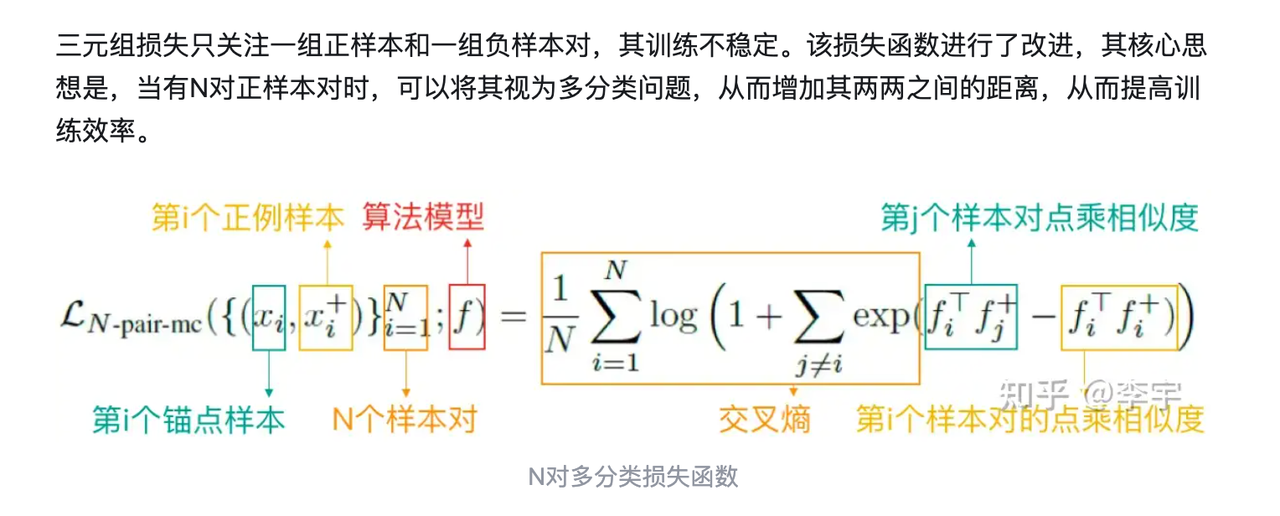 三元组损失只关注一组正样本和一组负样本对，其训练不稳定。该损失函数进行了改进，其核心思
想是，当有N对正样本对时，可以将其视为多分类问题，从而增加其两两之间的距离，从而提高训
练效率。
第i个正例样本 算法模型 第j个样本对点乘相似度
$\mathcal{L}_{N\text{-pair-mc}}(\{(x_i, x_i^+)\}_{i=1}^{N}; f) = \frac{1}{N} \sum_{i=1}^{N} \log \left(1 + \sum_{j \neq i} \exp(f_i^\top f_j^+ - f_i^\top f_i^+)\right)$
知乎 @李宇
第i个锚点样本 N个样本对 交叉熵 第i个样本对的点乘相似度
N对多分类损失函数